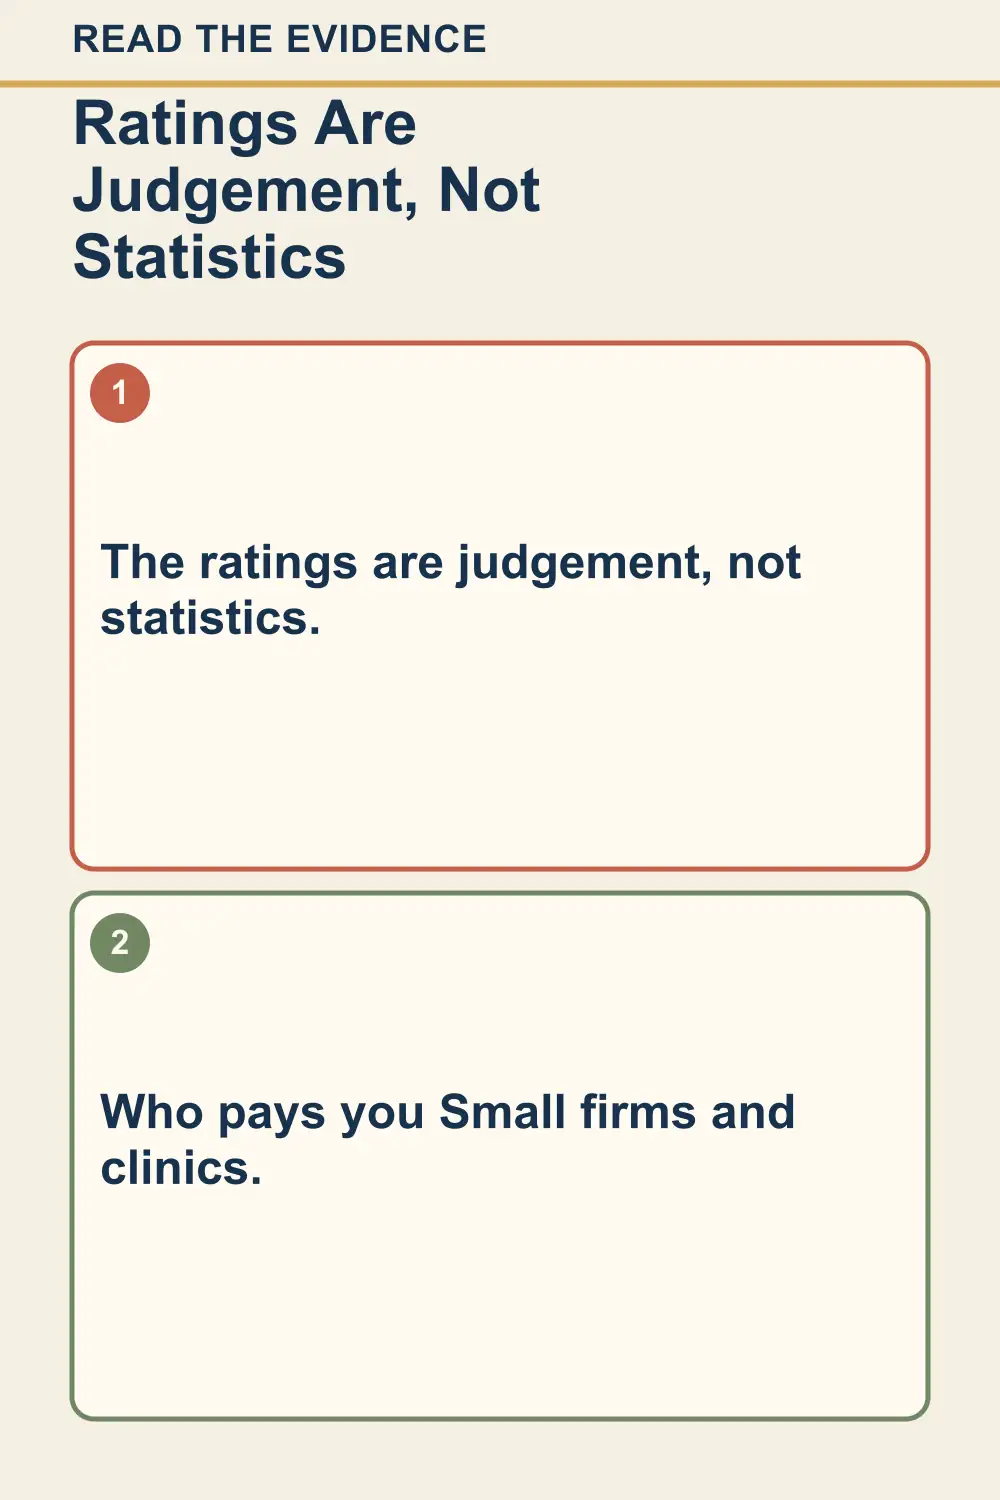 READ THE EVIDENCE
Ratings Are
Judgement, Not
Statistics
1
The ratings are judgement, not
statistics.
2
Who pays you Small firms and
clinics.